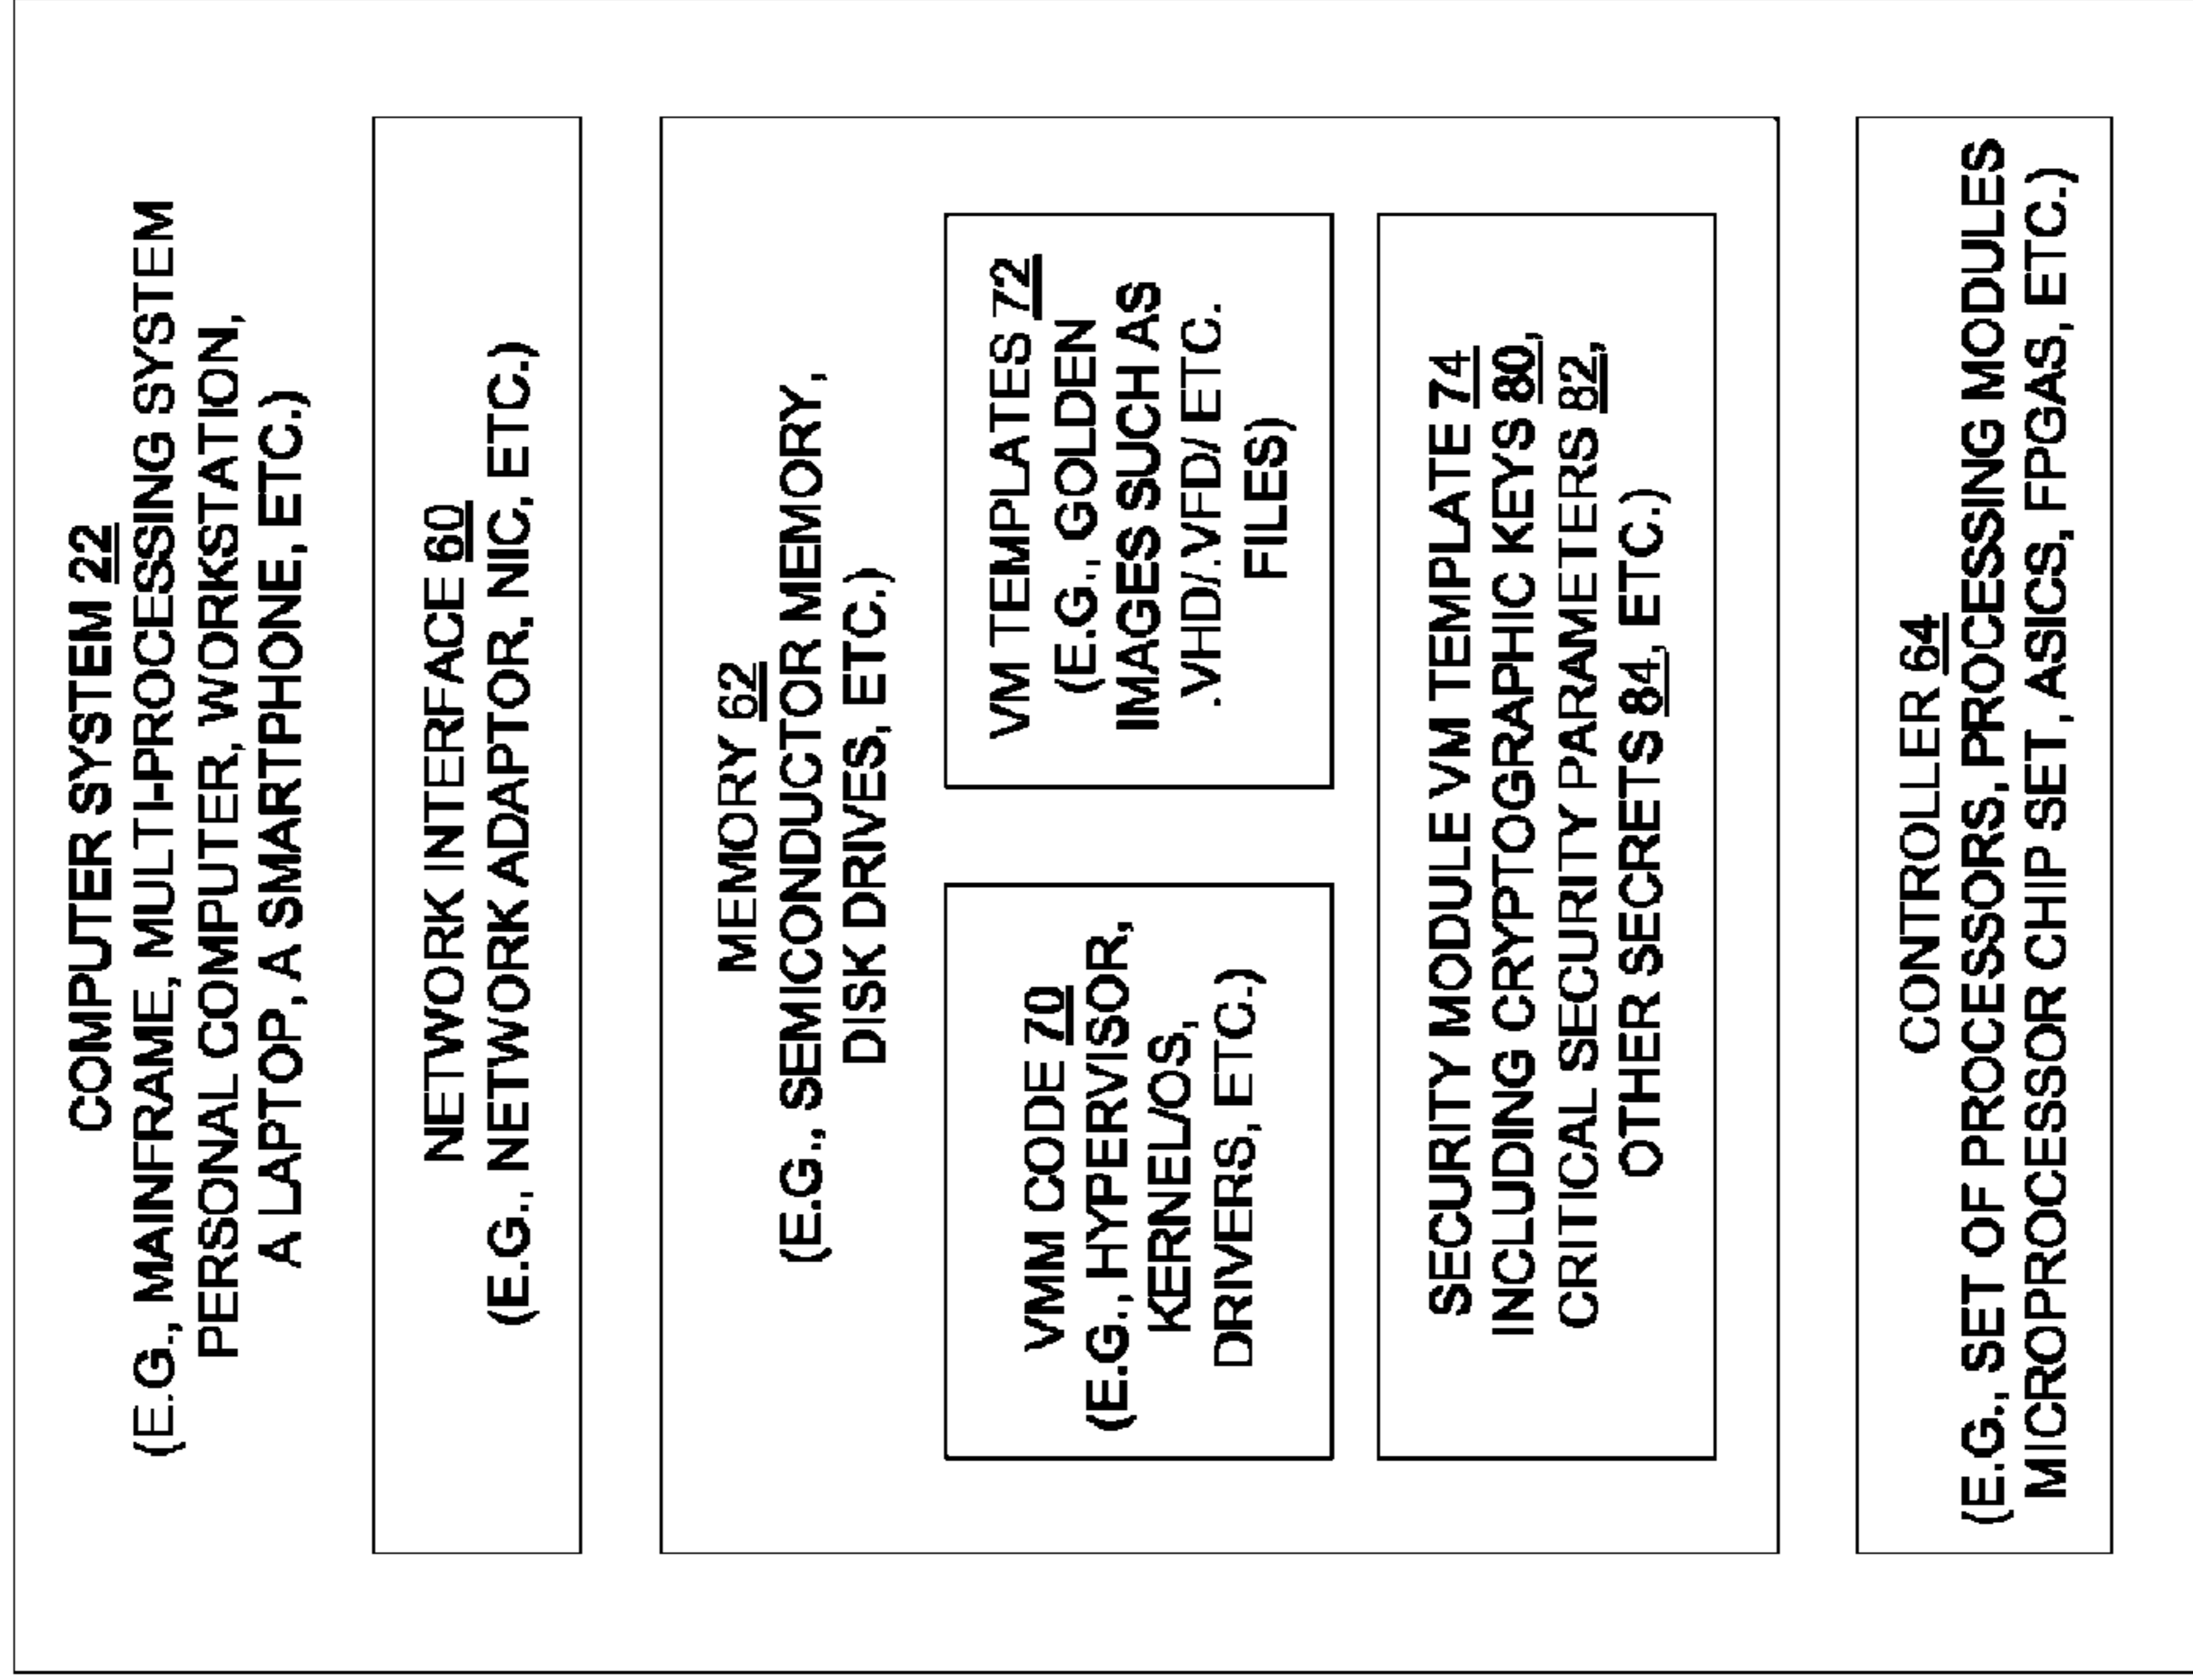 COMPUTER SYSTEM 22
(E.G., MAINFRAME, MULTI-PROCESSING SYSTEM
PERSONAL COMPUTER, WORKSTATION,
A LAPTOP, A SMARTPHONE, ETC.)
NETWORK INTERFACE 60
(E.G., NETWORK ADAPTOR, NIC, ETC.)
MEMORY 62
(E.G., SEMICONDUCTOR MEMORY,
DISK DRIVES, ETC.)
VMM CODE 70
(E.G., HYPERVISOR,
KERNEL/OS,
DRIVERS, ETC.)
VM TEMPLATES 72
(E.G., GOLDEN
IMAGES SUCH AS
.VHD/.VFD/ ETC.
FILES)
SECURITY MODULE VM TEMPLATE 74
INCLUDING CRYPTOGRAPHIC KEYS 80,
CRITICAL SECURITY PARAMETERS 82,
OTHER SECRETS 84, ETC.)
CONTROLLER 64
(E.G., SET OF PROCESSORS, PROCESSING MODULES
MICROPROCESSOR CHIP SET, ASICS, FPGAS, ETC.)